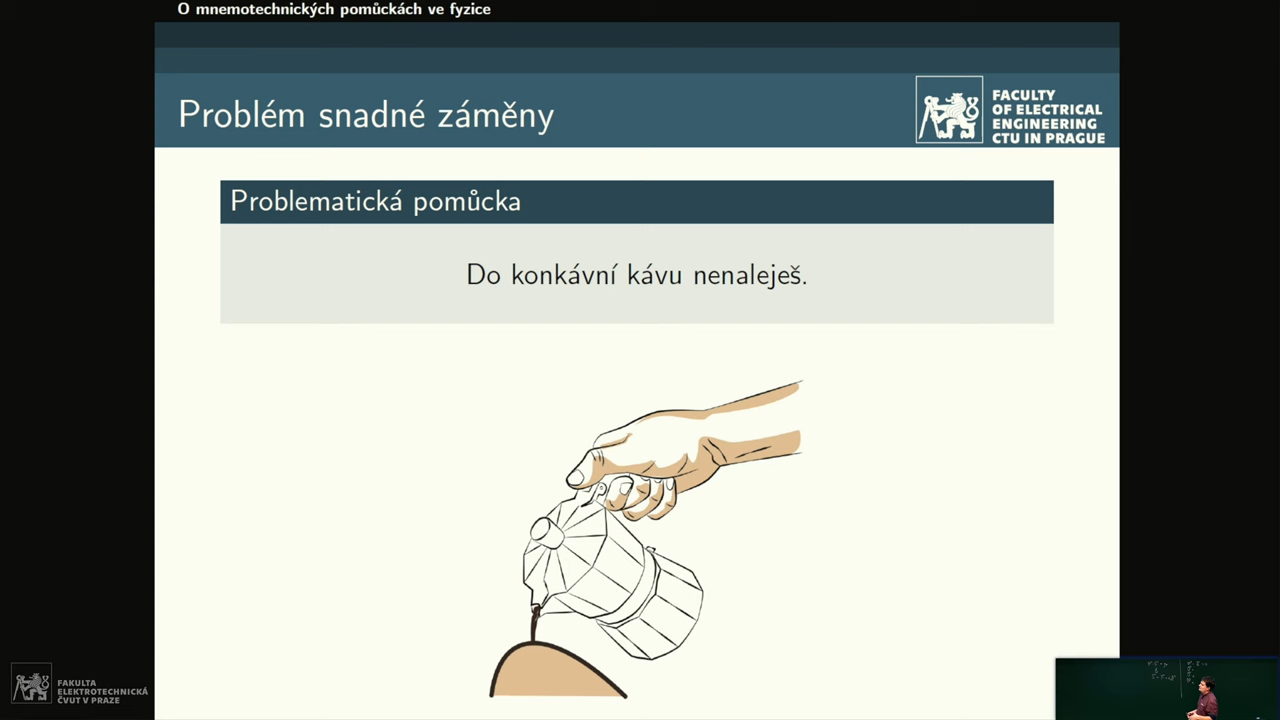 O mnemotechnických pomůckách ve fyzice
Problém snadné záměny
FACULTY
OF ELECTRICAL
ENGINEERING
CTU IN PRAGUE
Problematická pomůcka
Do konkávní kávu nenaleješ.
FAKULTA
ELEKTROTECHNICKÁ
ČVUT V PRAZE